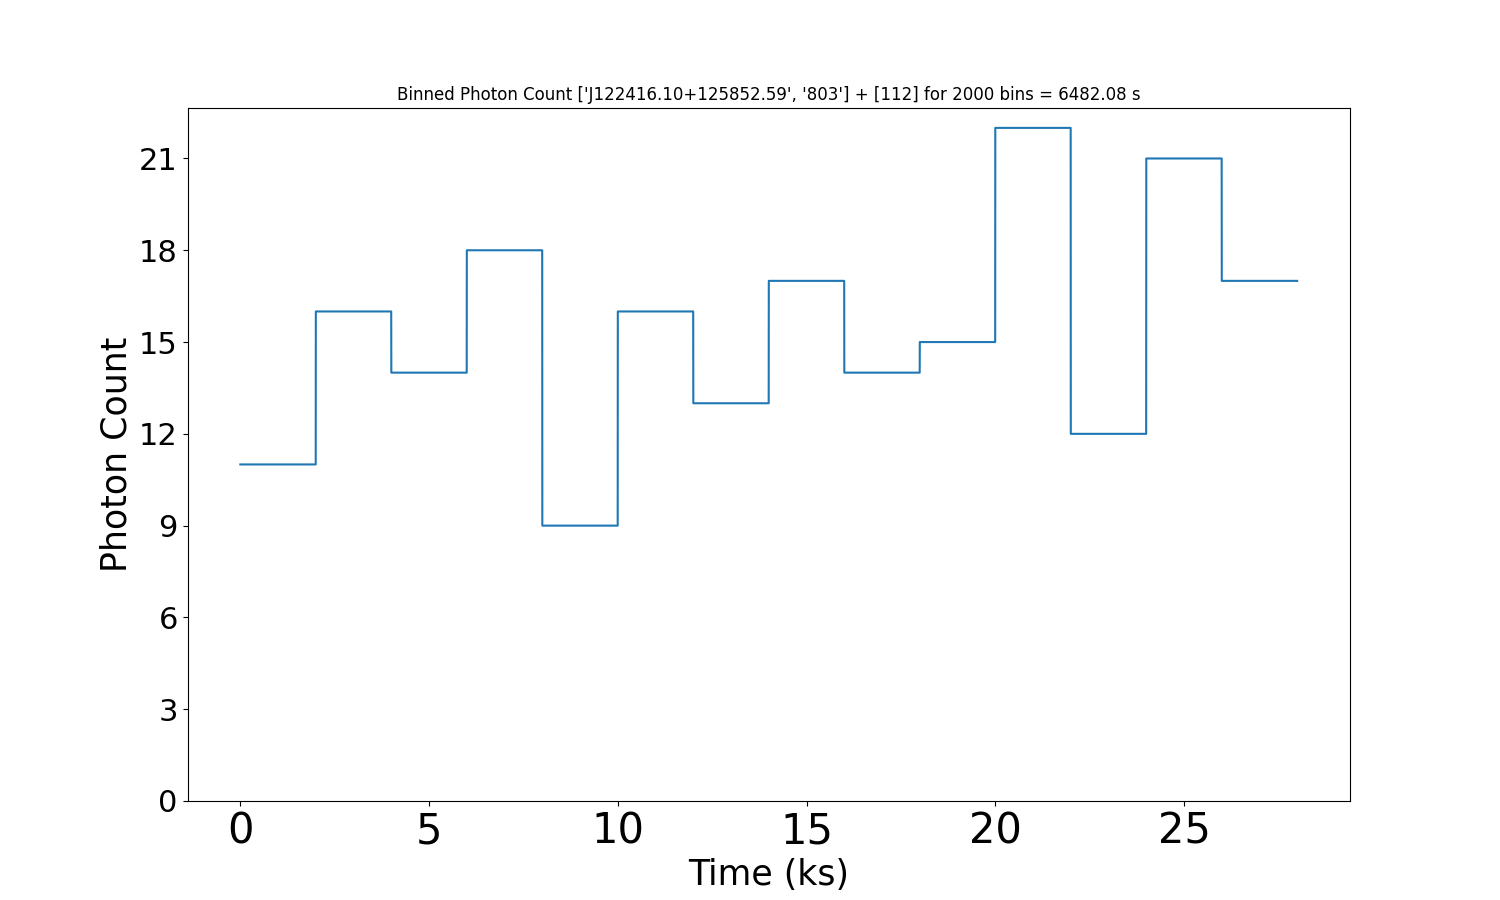 Binned Photon Count ['J122416.10+125852.59', '803'] + [112] for 2000 bins = 6482.08 s
21
18
15
12
9
6
3
0
Photon Count
0 5 10 15 20 25
Time (ks)